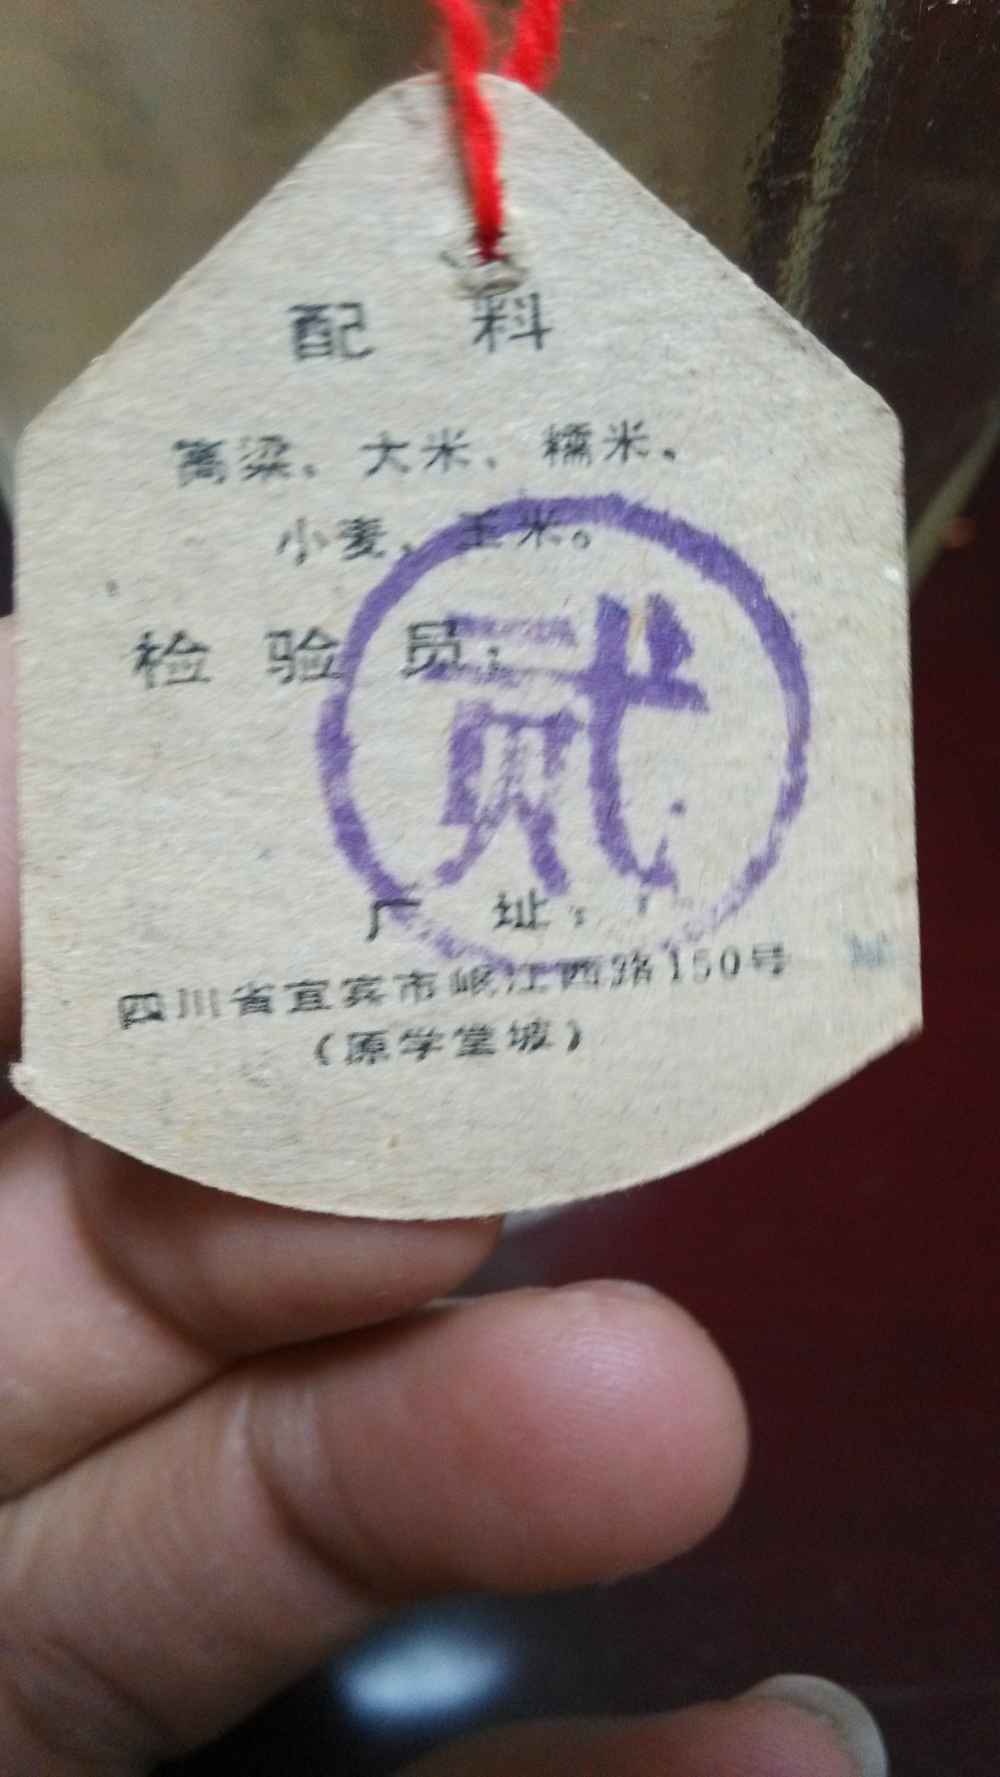 配 料
高粱、大米、糯米、
小麦、玉米。
检 验 员：
贰
厂 址：
四川省宜宾市岷江西路150号
（原学堂坡）